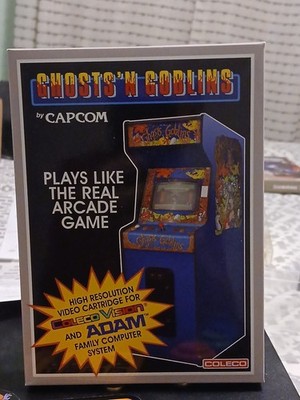 GHOSTS'N GOBLINS
by CAPCOM
PLAYS LIKE
THE REAL
ARCADE
GAME
HIGH RESOLUTION
VIDEO CARTRIDGE FOR
COLECOVISION
AND ADAM™
FAMILY COMPUTER
SYSTEM
COLECO